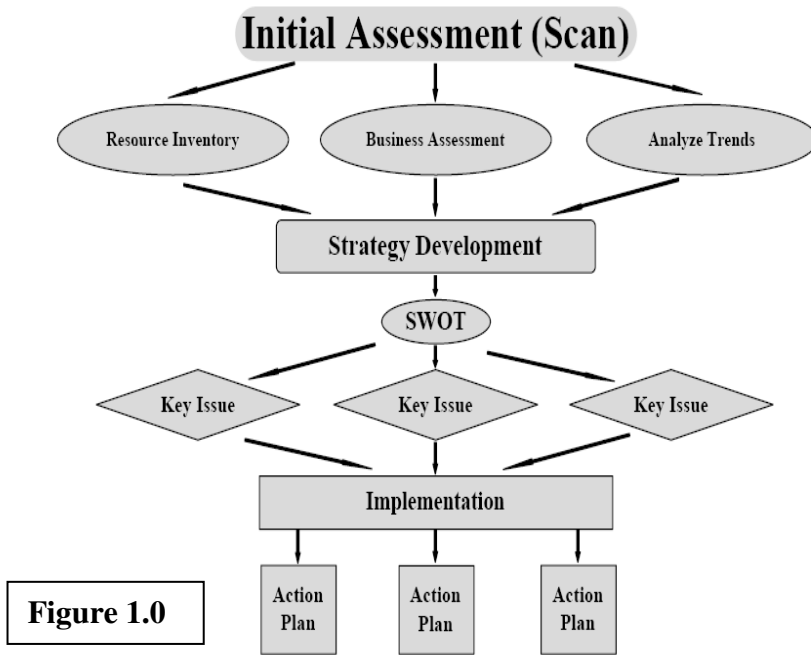 Initial Assessment (Scan)
Resource Inventory
Business Assessment
Analyze Trends
Strategy Development
SWOT
Key Issue
Key Issue
Key Issue
Implementation
Action
Plan
Action
Plan
Action
Plan
Figure 1.0